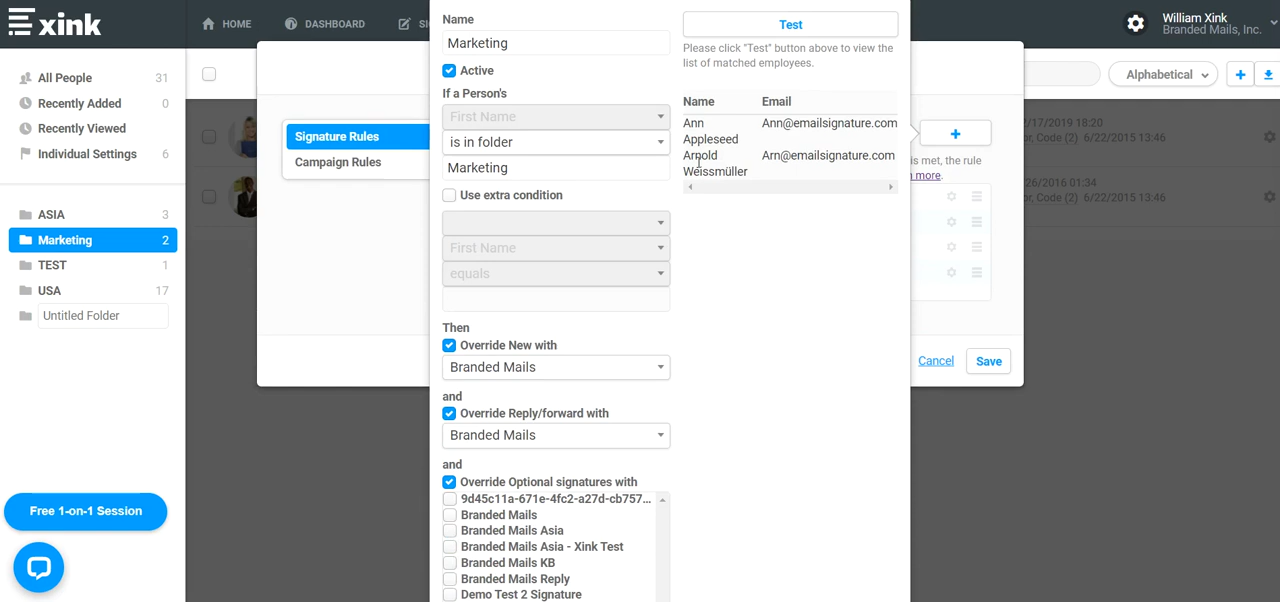 xink
HOME
DASHBOARD
William Xink
Branded Mails, Inc.
All People 31
Recently Added 0
Recently Viewed
Individual Settings 6
ASIA 3
Marketing 2
TEST 1
USA 17
Untitled Folder
Free 1-on-1 Session
Signature Rules
Campaign Rules
Name
Marketing
Active
If a Person's
First Name
is in folder
Marketing
Use extra condition
First Name
equals
Then
Override New with
Branded Mails
and
Override Reply/forward with
Branded Mails
and
Override Optional signatures with
9d45c11a-671e-4fc2-a27d-cb757...
Branded Mails
Branded Mails Asia
Branded Mails Asia - Xink Test
Branded Mails KB
Branded Mails Reply
Demo Test 2 Signature
Test
Please click "Test" button above to view the
list of matched employees.
Name Email
Ann Appleseed Ann@emailsignature.com
Arnold Weissmüller Arn@emailsignature.com
Alphabetical
is met, the rule
more.
Cancel
Save
2/17/2019 18:20
or, Code (2) 6/22/2015 13:46
/26/2016 01:34
or, Code (2) 6/22/2015 13:46